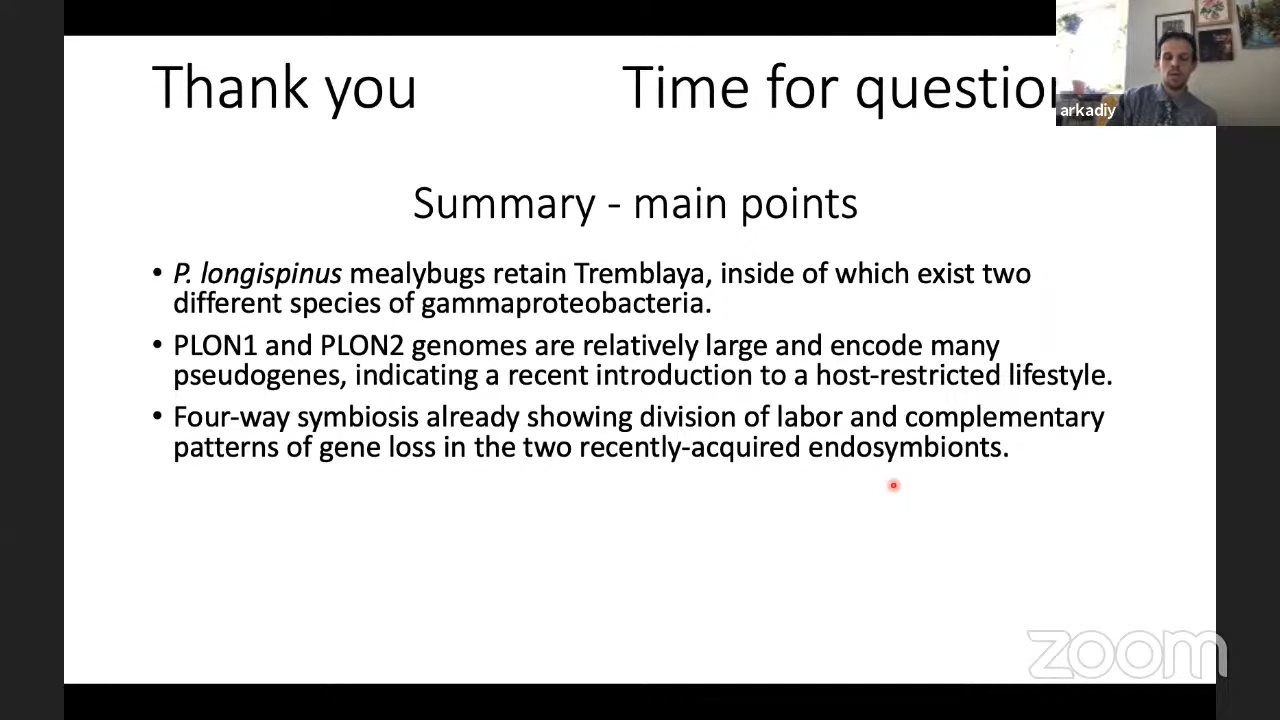 Thank you Time for question
arkadiy
Summary - main points
• P. longispinus mealybugs retain Tremblaya, inside of which exist two
different species of gammaproteobacteria.
• PLON1 and PLON2 genomes are relatively large and encode many
pseudogenes, indicating a recent introduction to a host-restricted lifestyle.
• Four-way symbiosis already showing division of labor and complementary
patterns of gene loss in the two recently-acquired endosymbionts.
zoom